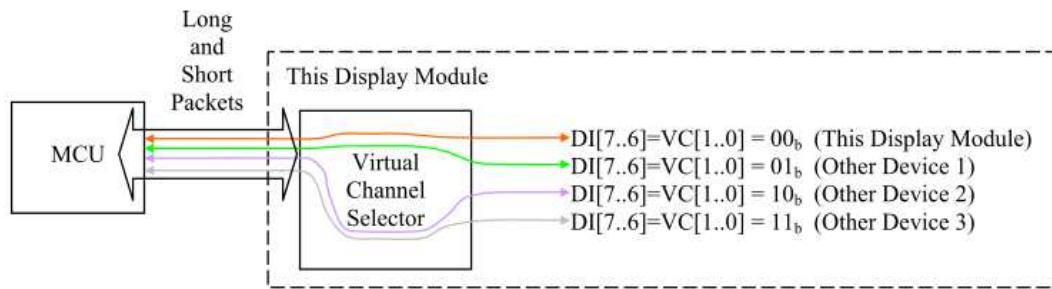 Long
and
Short
Packets
This Display Module
MCU
Virtual
Channel
Selector
DI[7..6]=VC[1..0] = 00b (This Display Module)
DI[7..6]=VC[1..0] = 01b (Other Device 1)
DI[7..6]=VC[1..0] = 10b (Other Device 2)
DI[7..6]=VC[1..0] = 11b (Other Device 3)